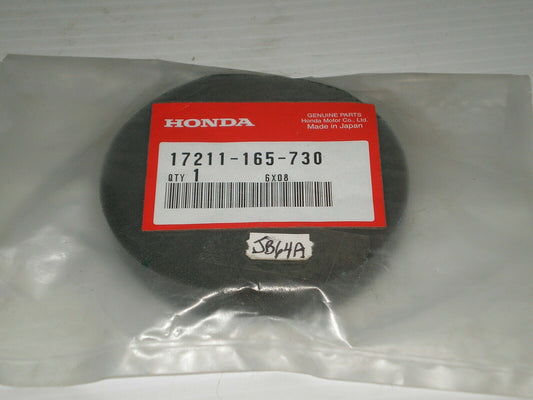 HONDA
GENUINE PARTS
Honda Motor Co., Ltd.
Made in Japan
17211-165-730
QTY 1 6X08
JB64A